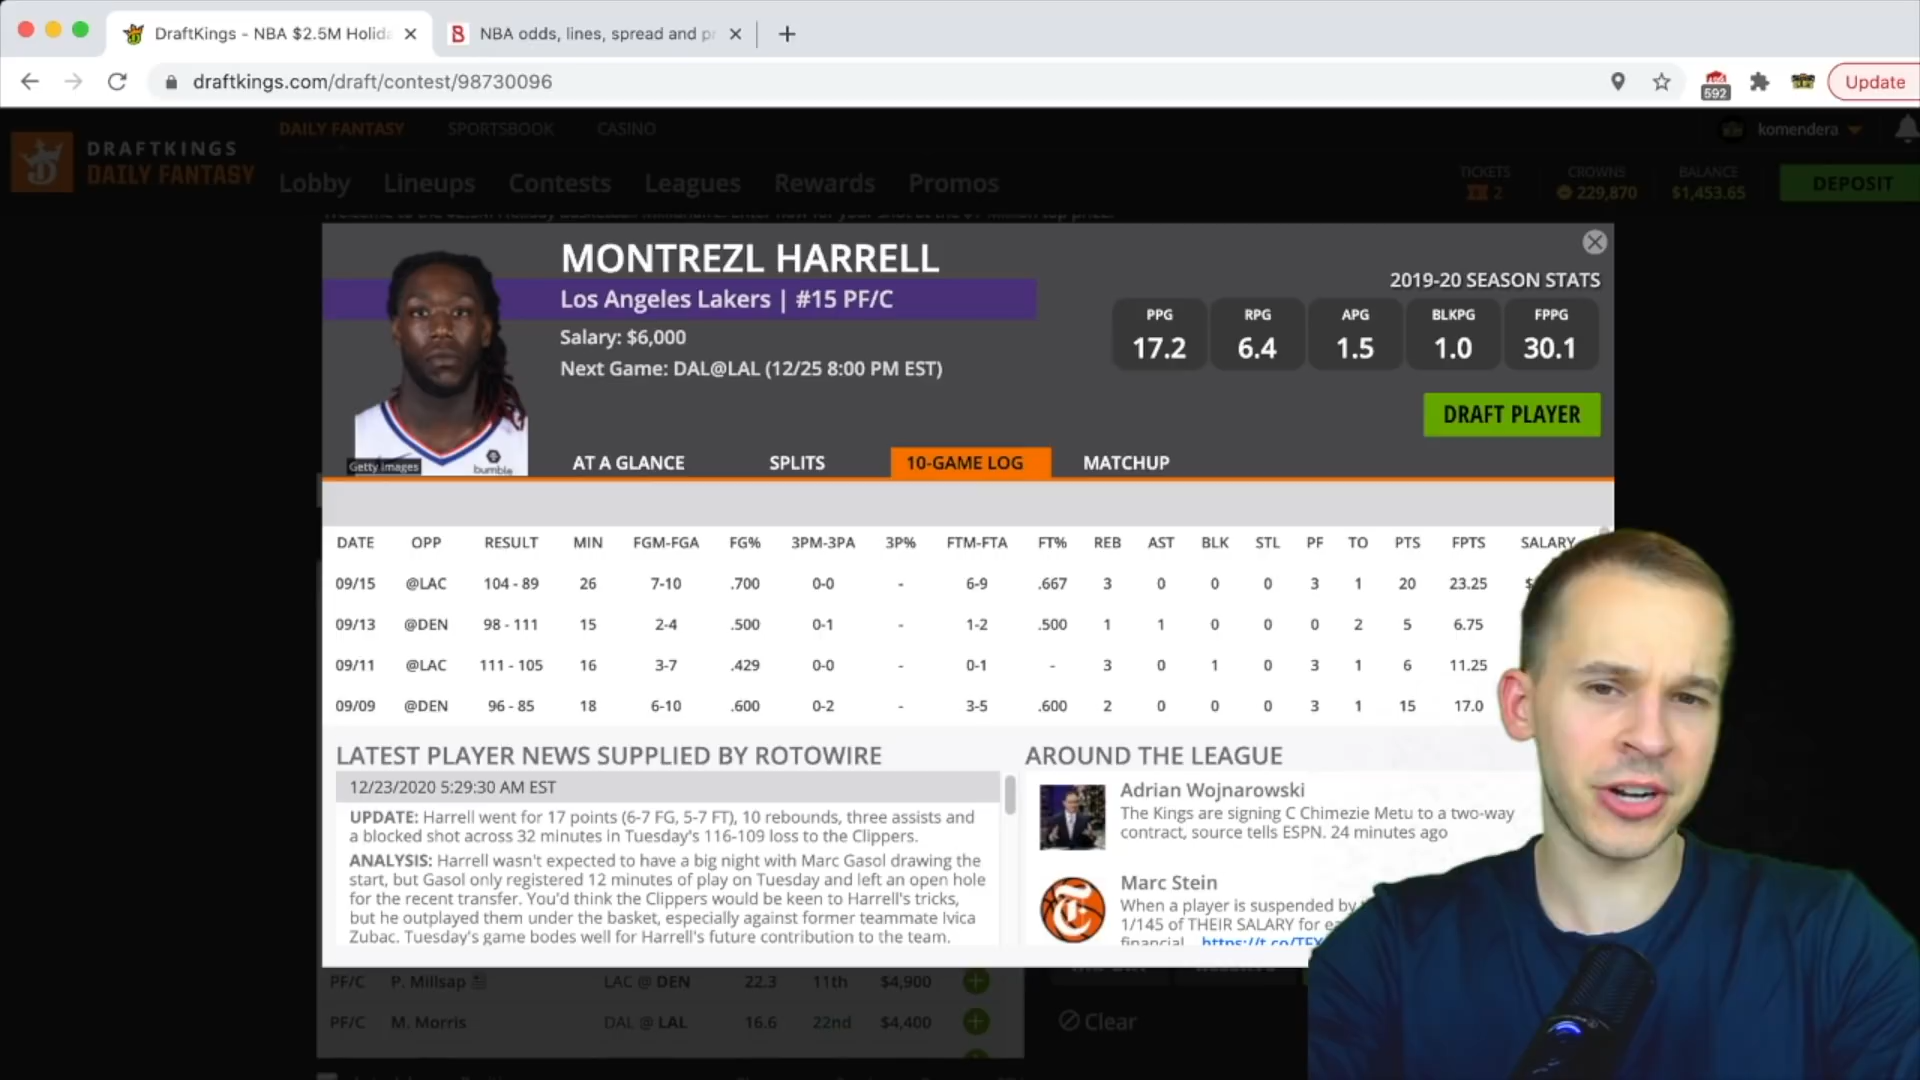 DraftKings - NBA $2.5M Holid
NBA odds, lines, spread and p
draftkings.com/draft/contest/98730096
592
Update
DAILY FANTASY SPORTSBOOK CASINO
komendera
DRAFTKINGS
DAILY FANTASY
Lobby Lineups Contests Leagues Rewards Promos
TICKETS
2
CROWNS
229,870
BALANCE
$1,453.65
DEPOSIT
MONTREZL HARRELL
Los Angeles Lakers | #15 PF/C
Salary: $6,000
Next Game: DAL@LAL (12/25 8:00 PM EST)
2019-20 SEASON STATS
PPG RPG APG BLKPG FPPG
17.2 6.4 1.5 1.0 30.1
DRAFT PLAYER
Getty Images
bumble
AT A GLANCE SPLITS 10-GAME LOG MATCHUP
DATE OPP RESULT MIN FGM-FGA FG% 3PM-3PA 3P% FTM-FTA FT% REB AST BLK STL PF TO PTS FPTS SALARY
09/15 @LAC 104 - 89 26 7-10 .700 0-0 - 6-9 .667 3 0 0 0 3 1 20 23.25 $
09/13 @DEN 98 - 111 15 2-4 .500 0-1 - 1-2 .500 1 1 0 0 0 2 5 6.75
09/11 @LAC 111 - 105 16 3-7 .429 0-0 - 0-1 - 3 0 1 0 3 1 6 11.25
09/09 @DEN 96 - 85 18 6-10 .600 0-2 - 3-5 .600 2 0 0 0 3 1 15 17.0
LATEST PLAYER NEWS SUPPLIED BY ROTOWIRE
12/23/2020 5:29:30 AM EST
UPDATE: Harrell went for 17 points (6-7 FG, 5-7 FT), 10 rebounds, three assists and
a blocked shot across 32 minutes in Tuesday's 116-109 loss to the Clippers.
ANALYSIS: Harrell wasn't expected to have a big night with Marc Gasol drawing the
start, but Gasol only registered 12 minutes of play on Tuesday and left an open hole
for the recent transfer. You'd think the Clippers would be keen to Harrell's tricks,
but he outplayed them under the basket, especially against former teammate Ivica
Zubac. Tuesday's game bodes well for Harrell's future contribution to the team.
AROUND THE LEAGUE
Adrian Wojnarowski
The Kings are signing C Chimezie Metu to a two-way
contract, source tells ESPN. 24 minutes ago
Marc Stein
When a player is suspended by
1/145 of THEIR SALARY for
financial
PF/C P. Millsap LAC @ DEN 22.3 11th $4,900
PF/C M. Morris DAL @ LAL 16.6 22nd $4,400
Clear